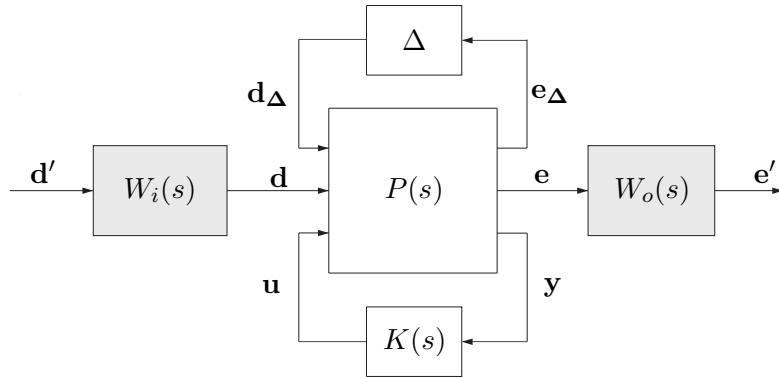 Δ
d_Δ e_Δ
d′ W_i(s) d P(s) e W_o(s) e′
u y
K(s)